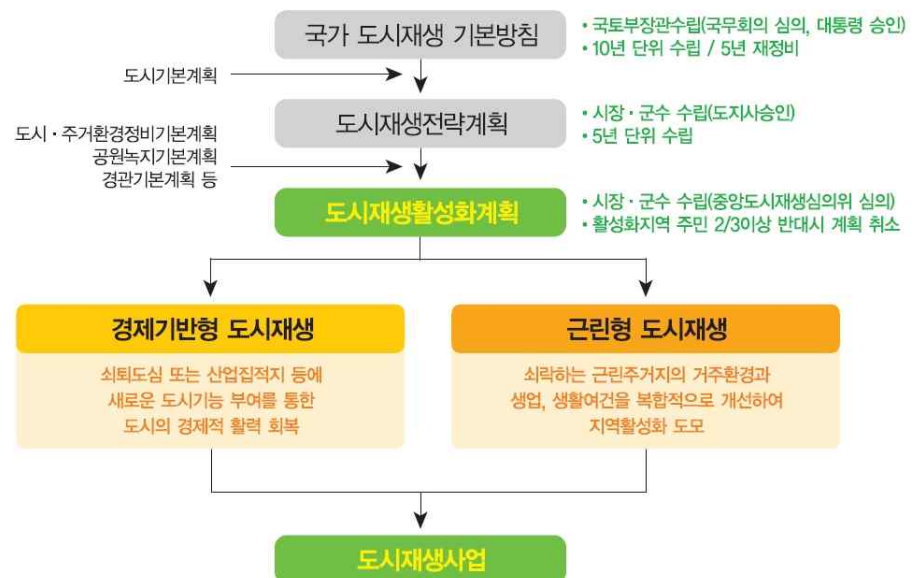 국가 도시재생 기본방침
• 국토부장관수립(국무회의 심의, 대통령 승인)
• 10년 단위 수립 / 5년 재정비
도시기본계획
도시재생전략계획
• 시장 · 군수 수립(도지사승인)
• 5년 단위 수립
도시 · 주거환경정비기본계획
공원녹지기본계획
경관기본계획 등
도시재생활성화계획
• 시장 · 군수 수립(중앙도시재생심의위 심의)
• 활성화지역 주민 2/3이상 반대시 계획 취소
경제기반형 도시재생
쇠퇴도심 또는 산업집적지 등에
새로운 도시기능 부여를 통한
도시의 경제적 활력 회복
근린형 도시재생
쇠락하는 근린주거지의 거주환경과
생업, 생활여건을 복합적으로 개선하여
지역활성화 도모
도시재생사업